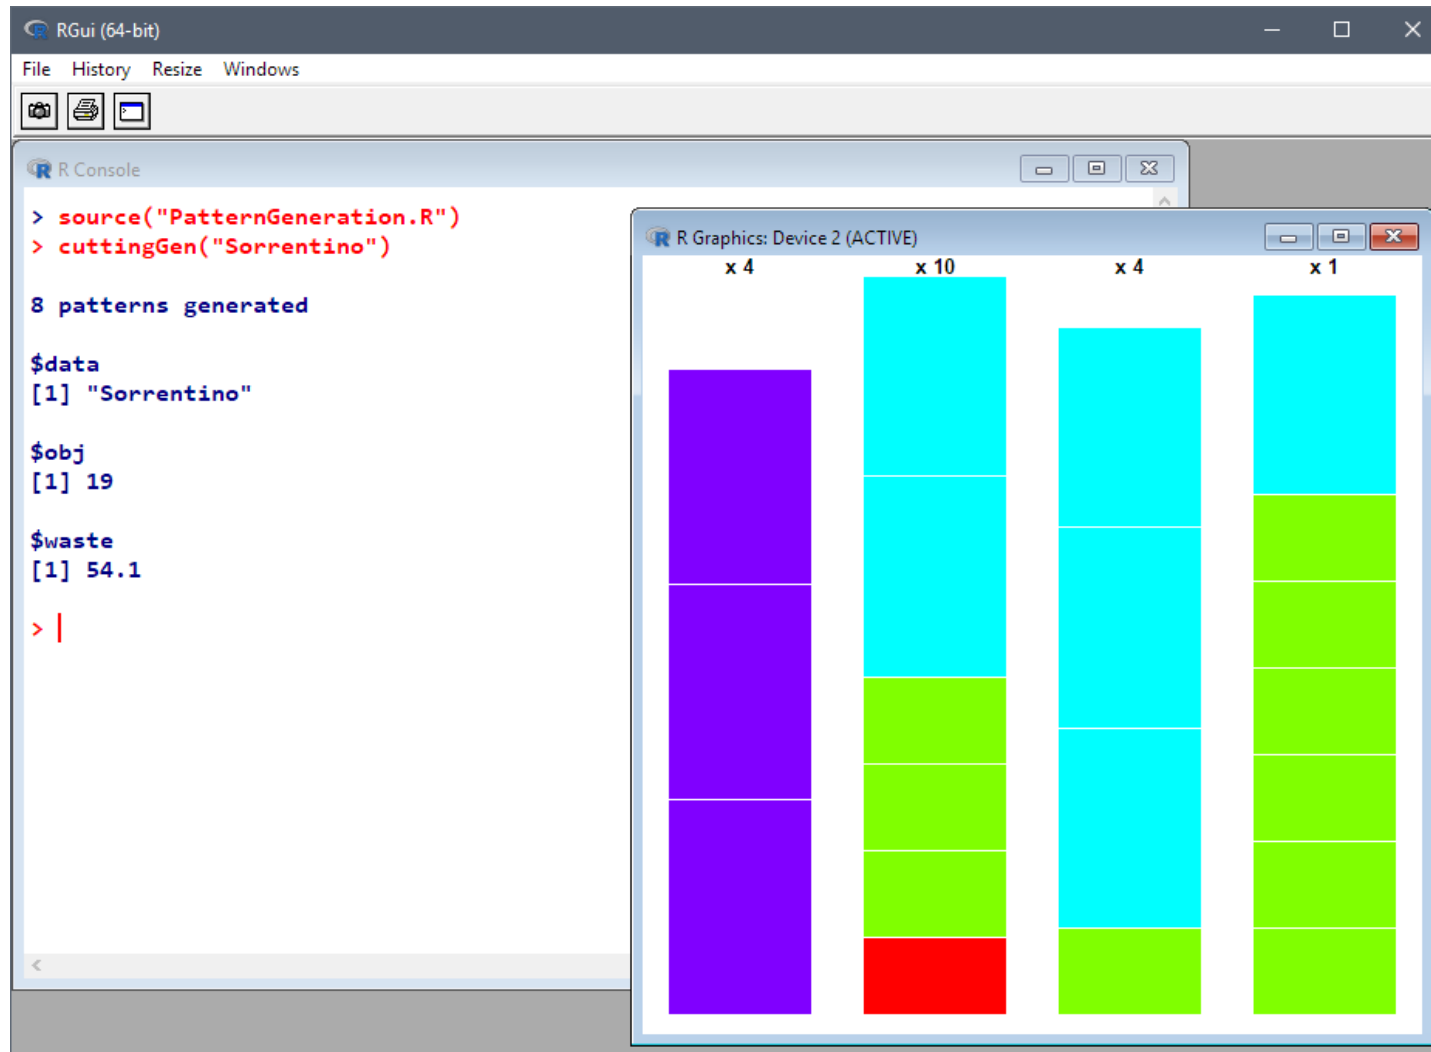 RGui (64-bit)
File History Resize Windows
R Console
> source("PatternGeneration.R")
> cuttingGen("Sorrentino")
8 patterns generated
$data
[1] "Sorrentino"
$obj
[1] 19
$waste
[1] 54.1
>
R Graphics: Device 2 (ACTIVE)
x 4 x 10 x 4 x 1